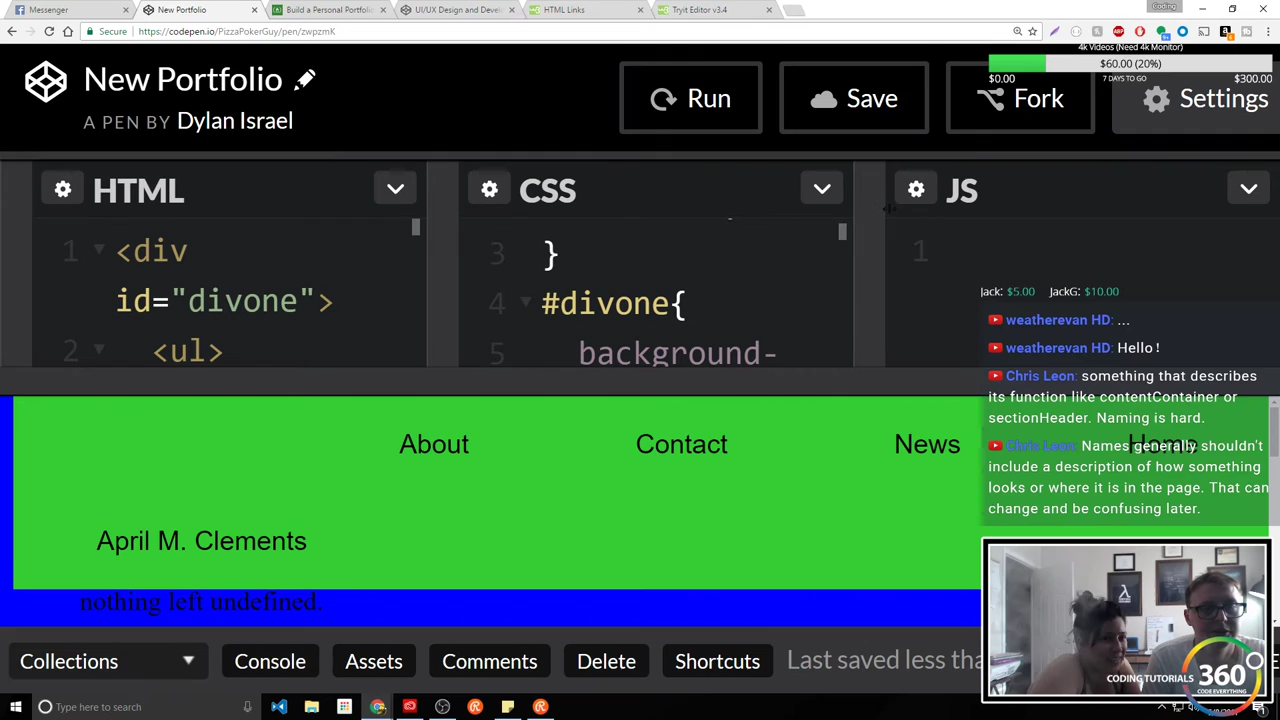 Messenger
New Portfolio
Build a Personal Portfolio
UI/UX Design and Deve
HTML Links
Tryit Editor v3.4
Coding
Secure
https://codepen.io/PizzaPokerGuy/pen/zwpzmK
4k Videos (Need 4k Monitor)
$60.00 (20%)
$0.00
7 DAYS TO GO
$300.00
New Portfolio
A PEN BY Dylan Israel
Run
Save
Fork
Settings
HTML
CSS
JS
1
<div
id="divone">
2
<ul>
3
}
4
#divone{
5
background-
1
Jack: $5.00 JackG: $10.00
weatherevan HD: ...
weatherevan HD: Hello !
Chris Leon: something that describes
its function like contentContainer or
sectionHeader. Naming is hard.
Chris Leon: Names generally shouldn't
include a description of how something
looks or where it is in the page. That can
change and be confusing later.
About
Contact
News
Home
April M. Clements
nothing left undefined.
CODING TUTORIALS 360
CODE EVERYTHING
Collections
Console
Assets
Comments
Delete
Shortcuts
Last saved less tha
Type here to search